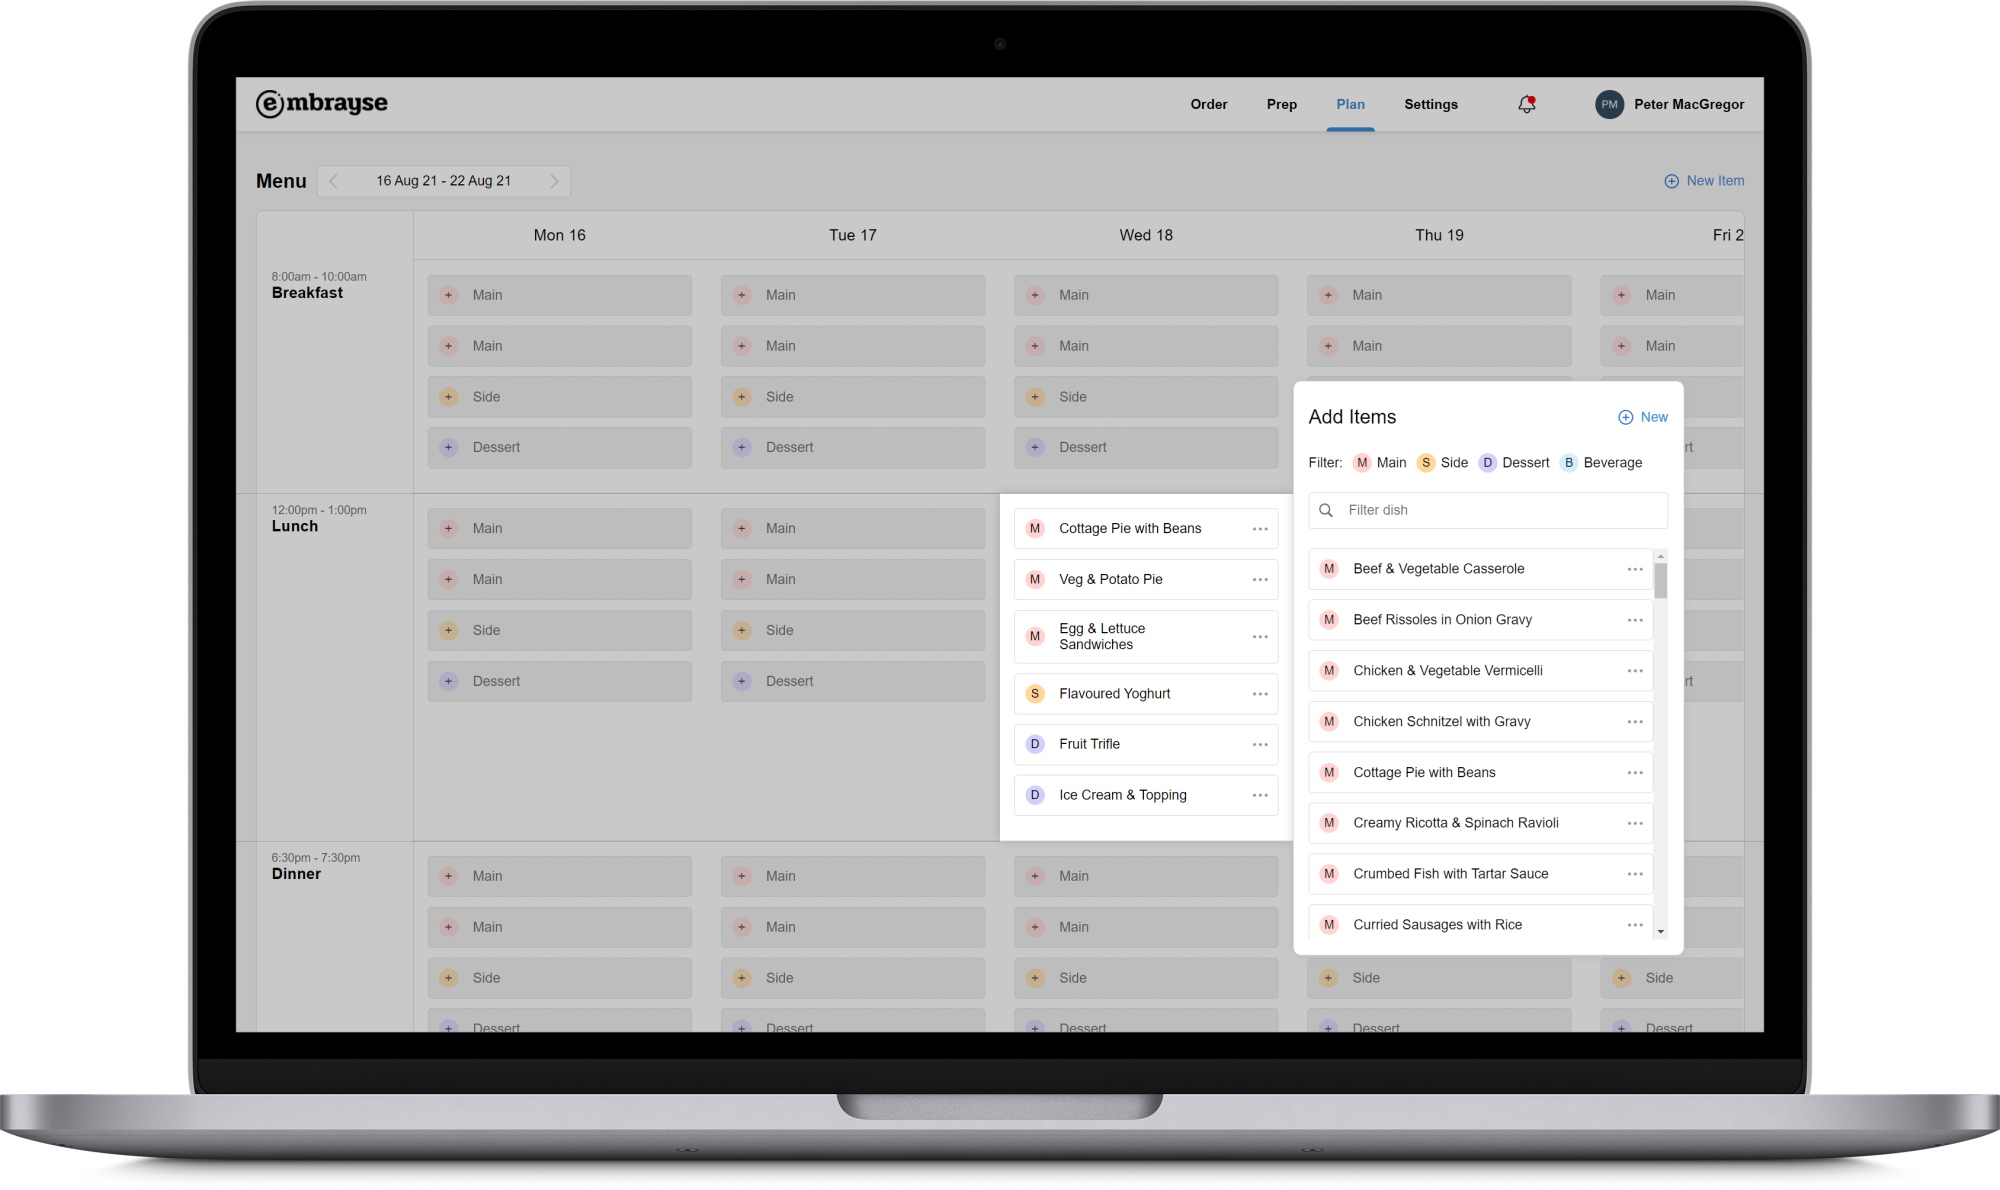 embrayse
Order Prep Plan Settings PM Peter MacGregor
Menu 16 Aug 21 - 22 Aug 21 New Item
Mon 16 Tue 17 Wed 18 Thu 19 Fri 2
8:00am - 10:00am
Breakfast
+ Main + Main + Main + Main + Main
+ Main + Main + Main + Main + Main
+ Side + Side + Side
+ Dessert + Dessert + Dessert rt
12:00pm - 1:00pm
Lunch
+ Main + Main
+ Main + Main
+ Side + Side
+ Dessert + Dessert rt
M Cottage Pie with Beans
M Veg & Potato Pie
M Egg & Lettuce
Sandwiches
S Flavoured Yoghurt
D Fruit Trifle
D Ice Cream & Topping
Add Items New
Filter: M Main S Side D Dessert B Beverage
Filter dish
M Beef & Vegetable Casserole
M Beef Rissoles in Onion Gravy
M Chicken & Vegetable Vermicelli
M Chicken Schnitzel with Gravy
M Cottage Pie with Beans
M Creamy Ricotta & Spinach Ravioli
M Crumbed Fish with Tartar Sauce
M Curried Sausages with Rice
6:30pm - 7:30pm
Dinner
+ Main + Main + Main
+ Main + Main + Main
+ Side + Side + Side + Side + Side
+ Dessert + Dessert + Dessert + Dessert + Dessert